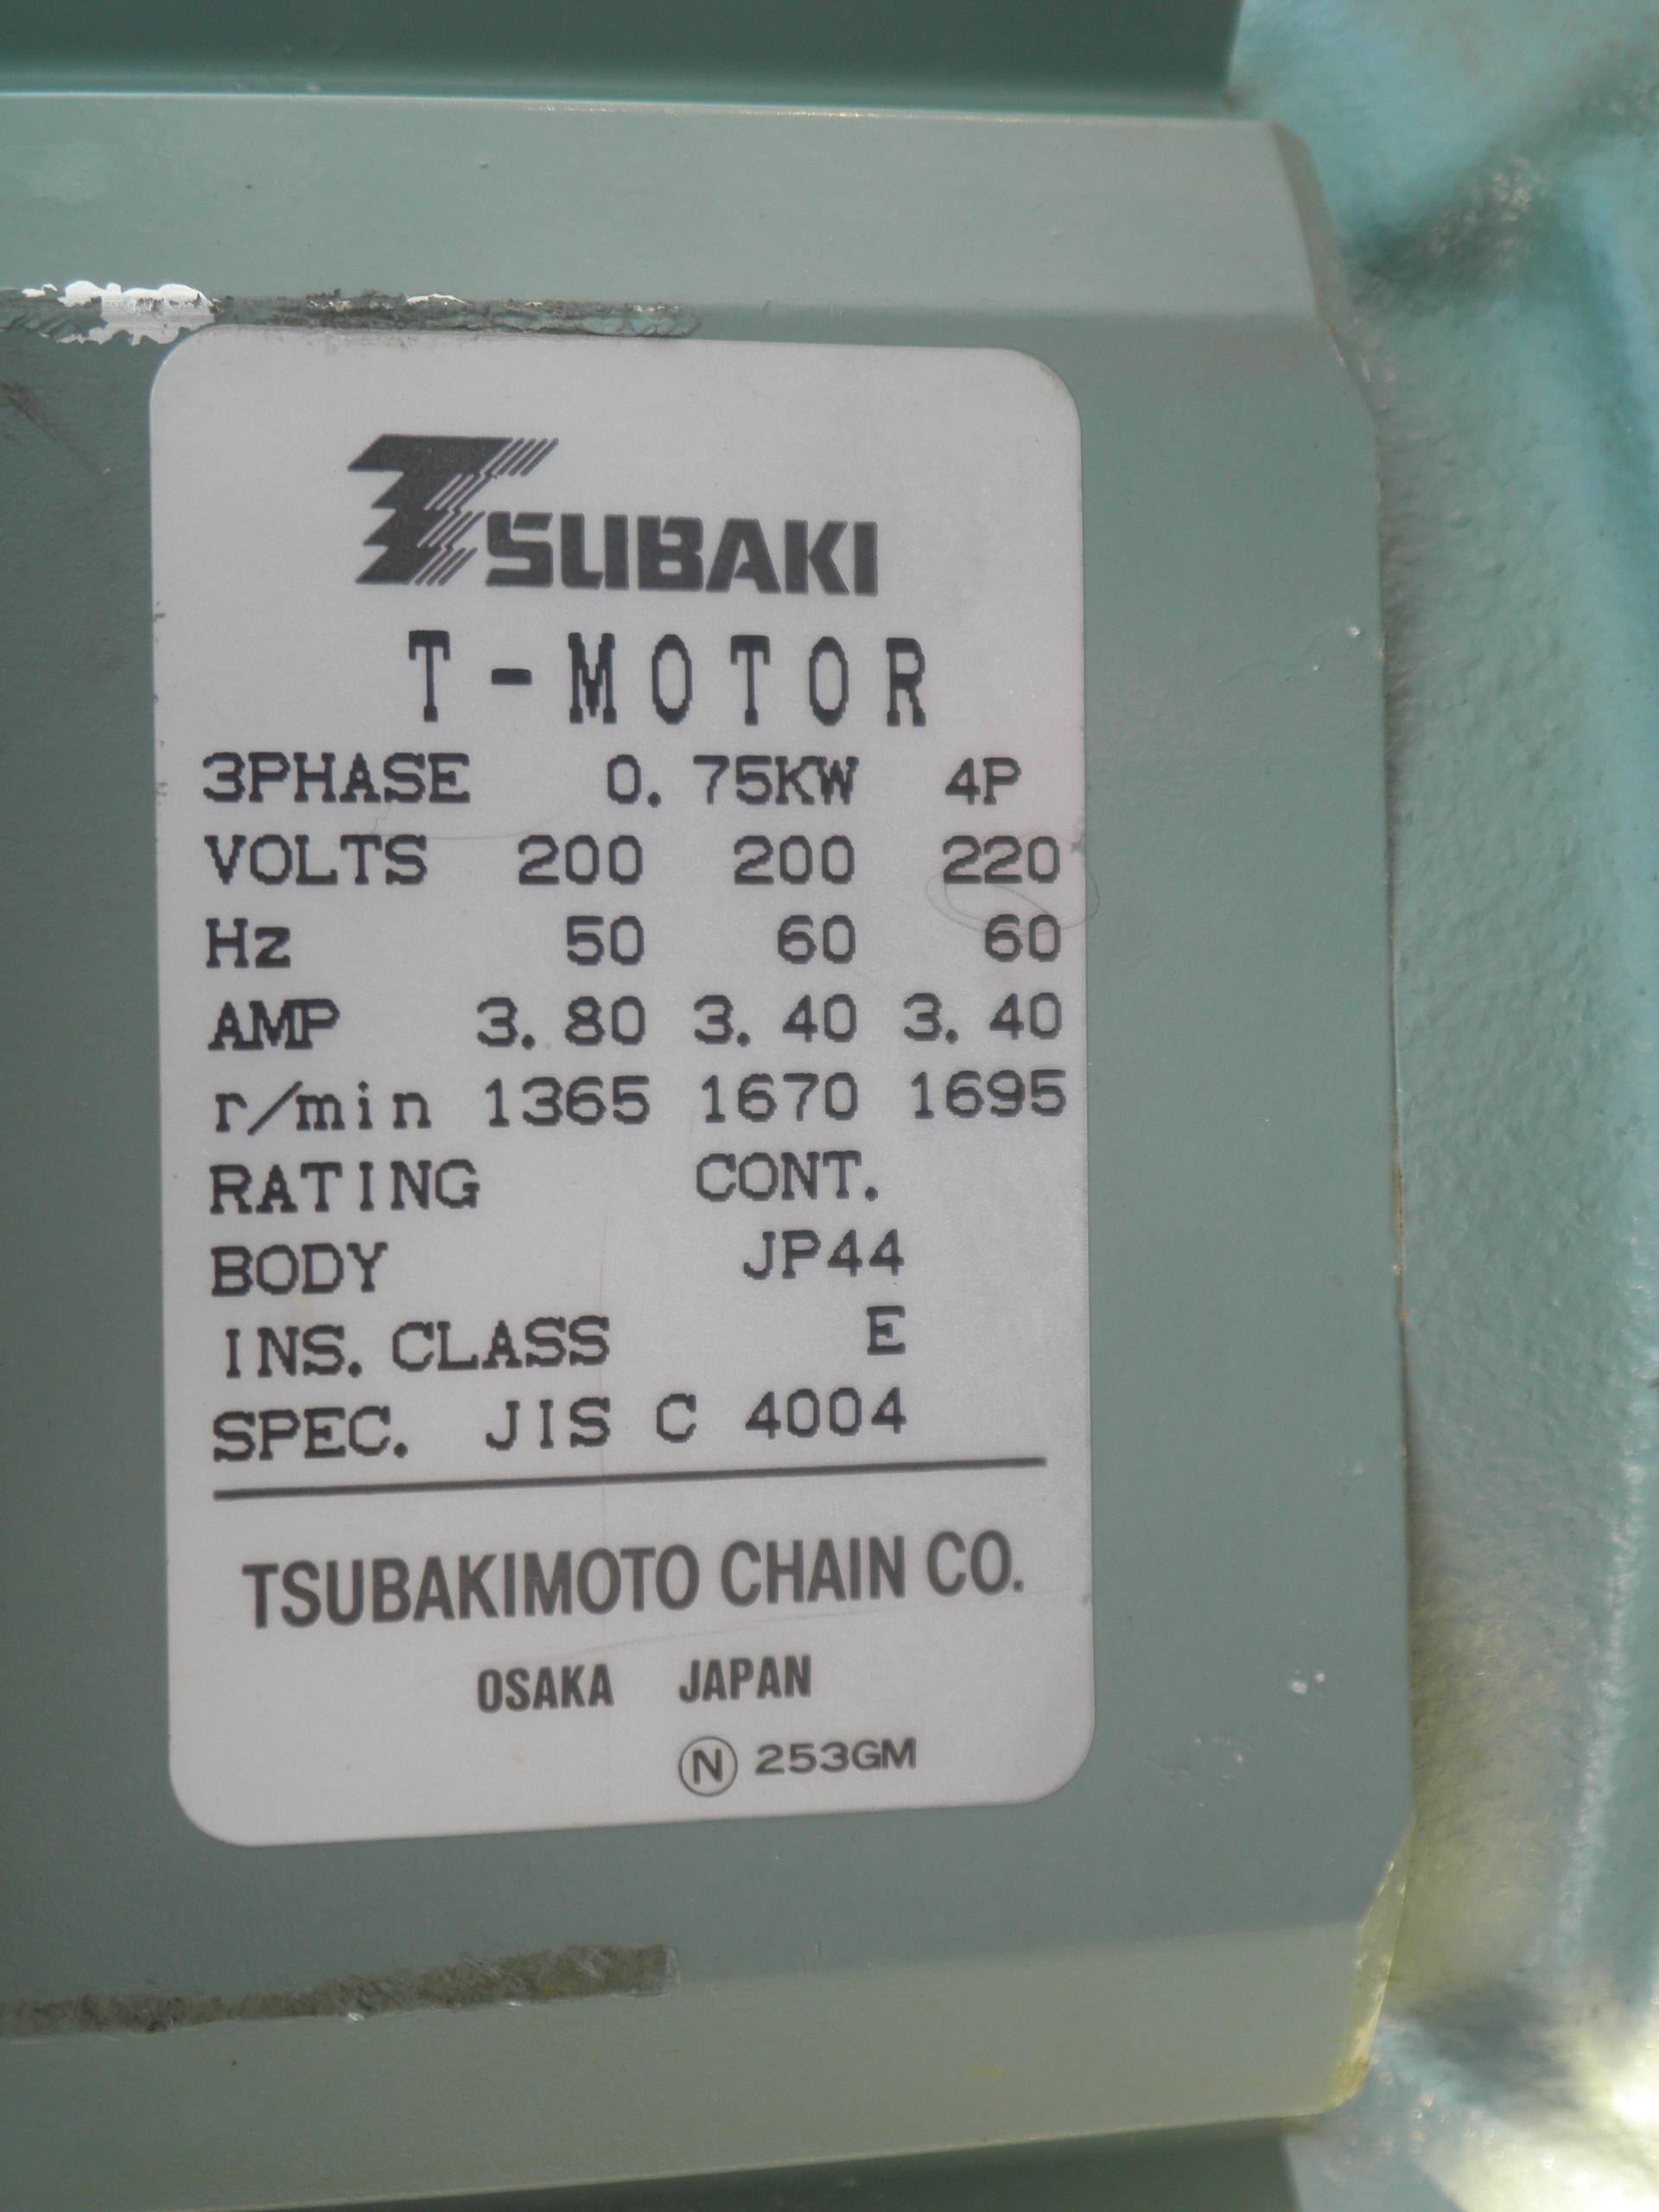 TSUBAKI
T-MOTOR
3PHASE 0.75KW 4P
VOLTS 200 200 220
Hz 50 60 60
AMP 3.80 3.40 3.40
r/min 1365 1670 1695
RATING CONT.
BODY JP44
INS. CLASS E
SPEC. JIS C 4004
TSUBAKIMOTO CHAIN CO.
OSAKA JAPAN
Ⓝ 253GM